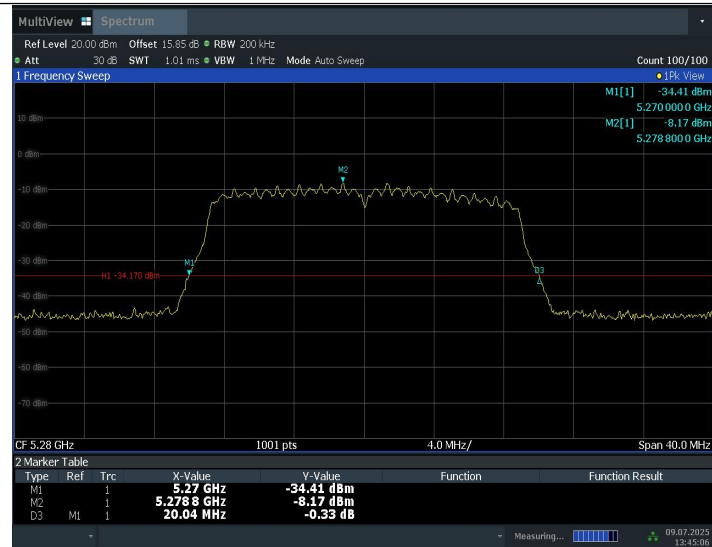 MultiView Spectrum
Ref Level 20.00 dBm Offset 15.85 dB RBW 200 kHz
Att 30 dB SWT 1.01 ms VBW 1 MHz Mode Auto Sweep Count 100/100
1 Frequency Sweep 1Pk View
M1[1] -34.41 dBm
5.270 000 0 GHz
10 dBm
M2[1] -8.17 dBm
5.278 800 0 GHz
0 dBm
M2
-10 dBm
-20 dBm
-30 dBm
M1
H1 -34.170 dBm
D3
-40 dBm
-50 dBm
-60 dBm
-70 dBm
CF 5.28 GHz 1001 pts 4.0 MHz/ Span 40.0 MHz
2 Marker Table
Type Ref Trc X-Value Y-Value Function Function Result
M1 1 5.27 GHz -34.41 dBm
M2 1 5.278 8 GHz -8.17 dBm
D3 M1 1 20.04 MHz -0.33 dB
Measuring... 09.07.2025
13:45:06